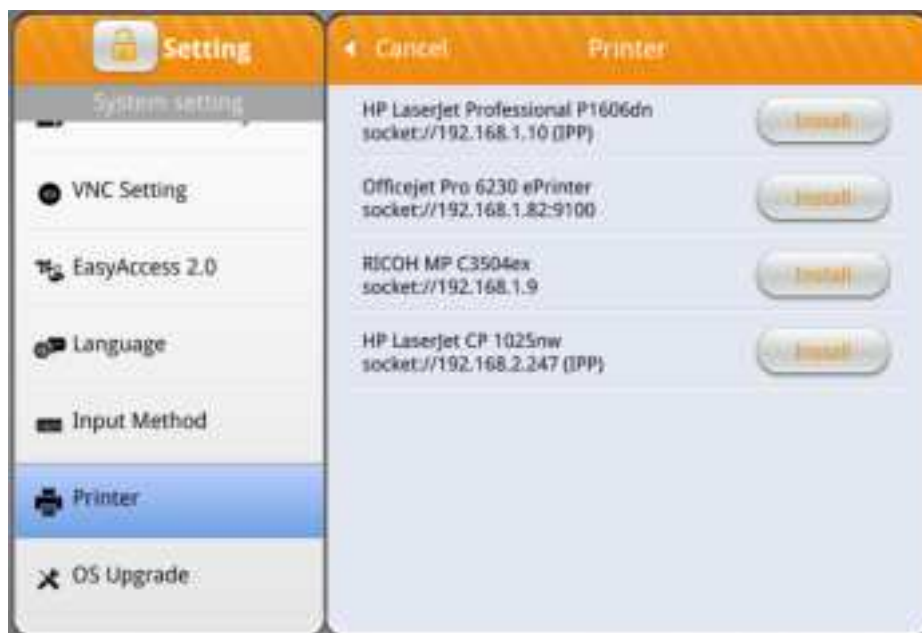 Setting
System setting
VNC Setting
EasyAccess 2.0
Language
Input Method
Printer
OS Upgrade
Cancel
Printer
HP LaserJet Professional P1606dn
socket://192.168.1.10 (IPP)
Install
Officejet Pro 6230 ePrinter
socket://192.168.1.82:9100
Install
RICOH MP C3504ex
socket://192.168.1.9
Install
HP LaserJet CP 1025nw
socket://192.168.2.247 (IPP)
Install